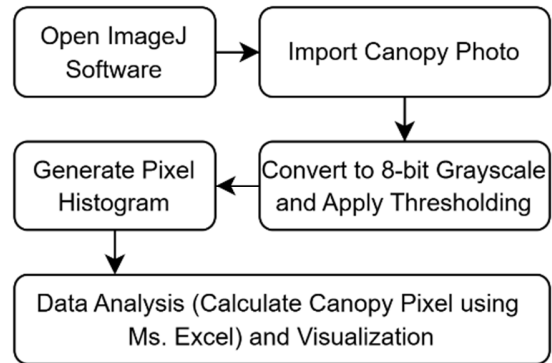 Open ImageJ
Software
Import Canopy Photo
Convert to 8-bit Grayscale
and Apply Thresholding
Generate Pixel
Histogram
Data Analysis (Calculate Canopy Pixel using
Ms. Excel) and Visualization